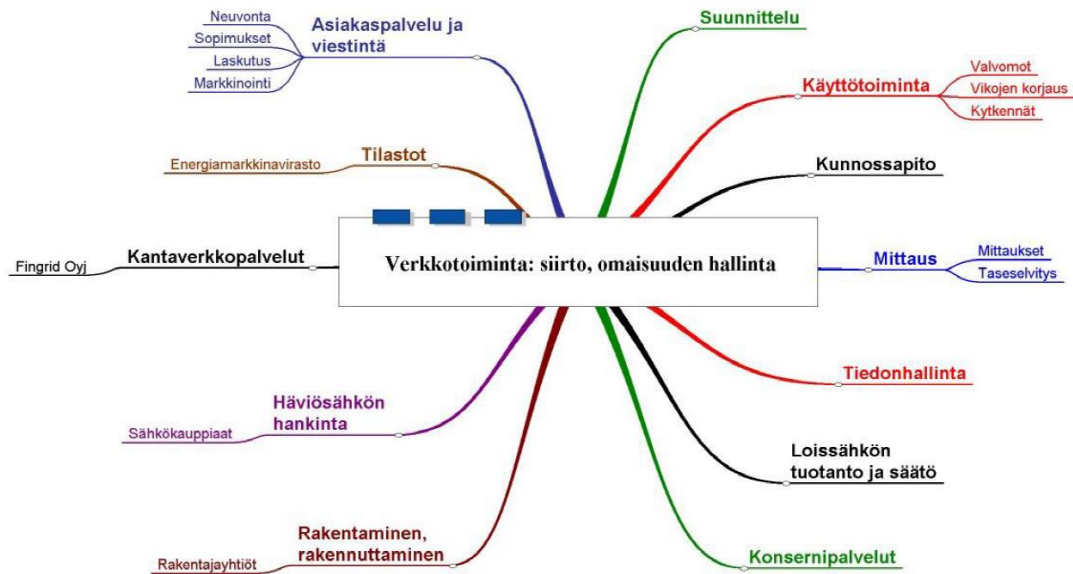 Neuvonta
Sopimukset
Laskutus
Markkinointi
Asiakaspalvelu ja
viestintä
Suunnittelu
Käyttötoiminta
Valvomot
Vikojen korjaus
Kytkennät
Energiamarkkinavirasto
Tilastot
Kunnossapito
Fingrid Oyj
Kantaverkkopalvelut
Verkkotoiminta: siirto, omaisuuden hallinta
Mittaus
Mittaukset
Taseselvitys
Tiedonhallinta
Sähkökauppiaat
Häviösähkön
hankinta
Loissähkön
tuotanto ja säätö
Rakentajayhtiöt
Rakentaminen,
rakennuttaminen
Konsernipalvelut